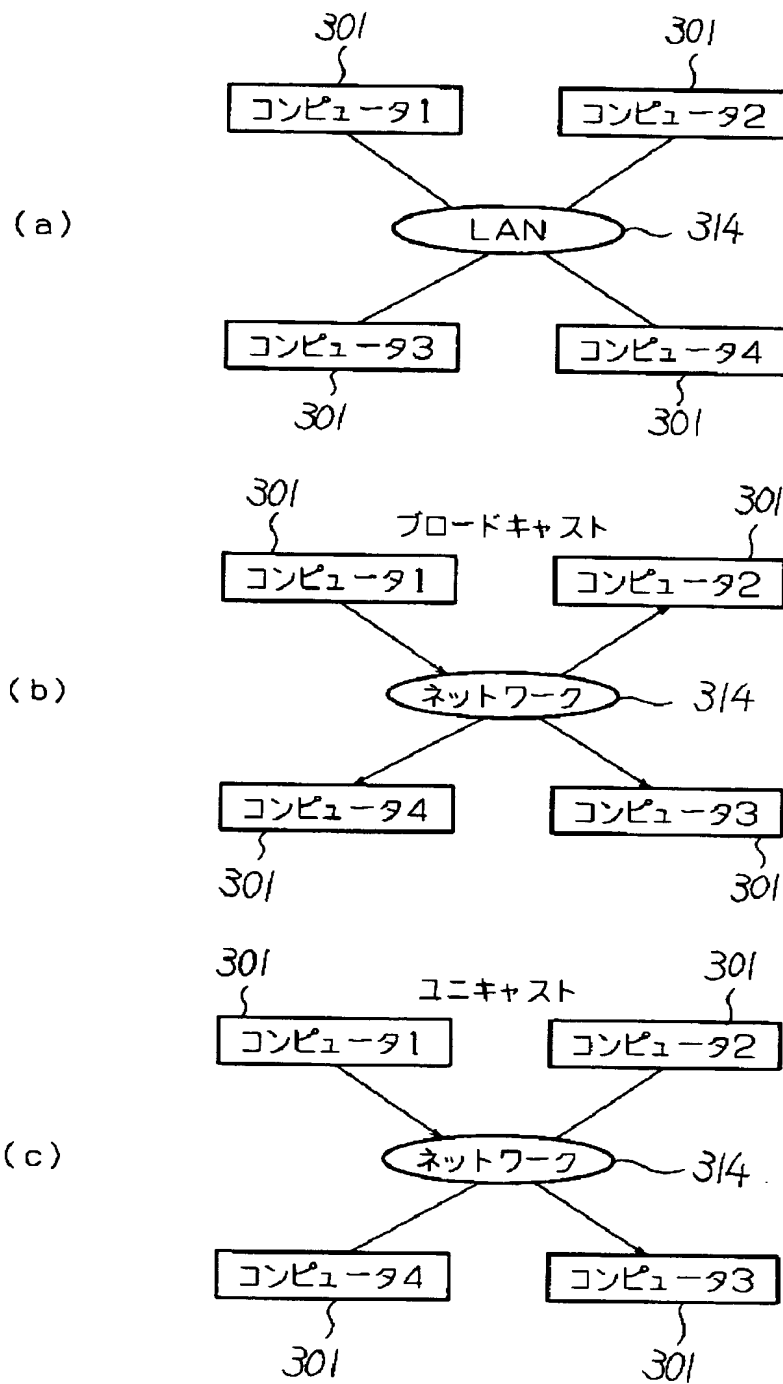 301 301
コンピュータ1 コンピュータ2
(a) LAN 314
コンピュータ3 コンピュータ4
301 301
301 ブロードキャスト 301
コンピュータ1 コンピュータ2
(b) ネットワーク 314
コンピュータ4 コンピュータ3
301 301
301 ユニキャスト 301
コンピュータ1 コンピュータ2
(c) ネットワーク 314
コンピュータ4 コンピュータ3
301 301